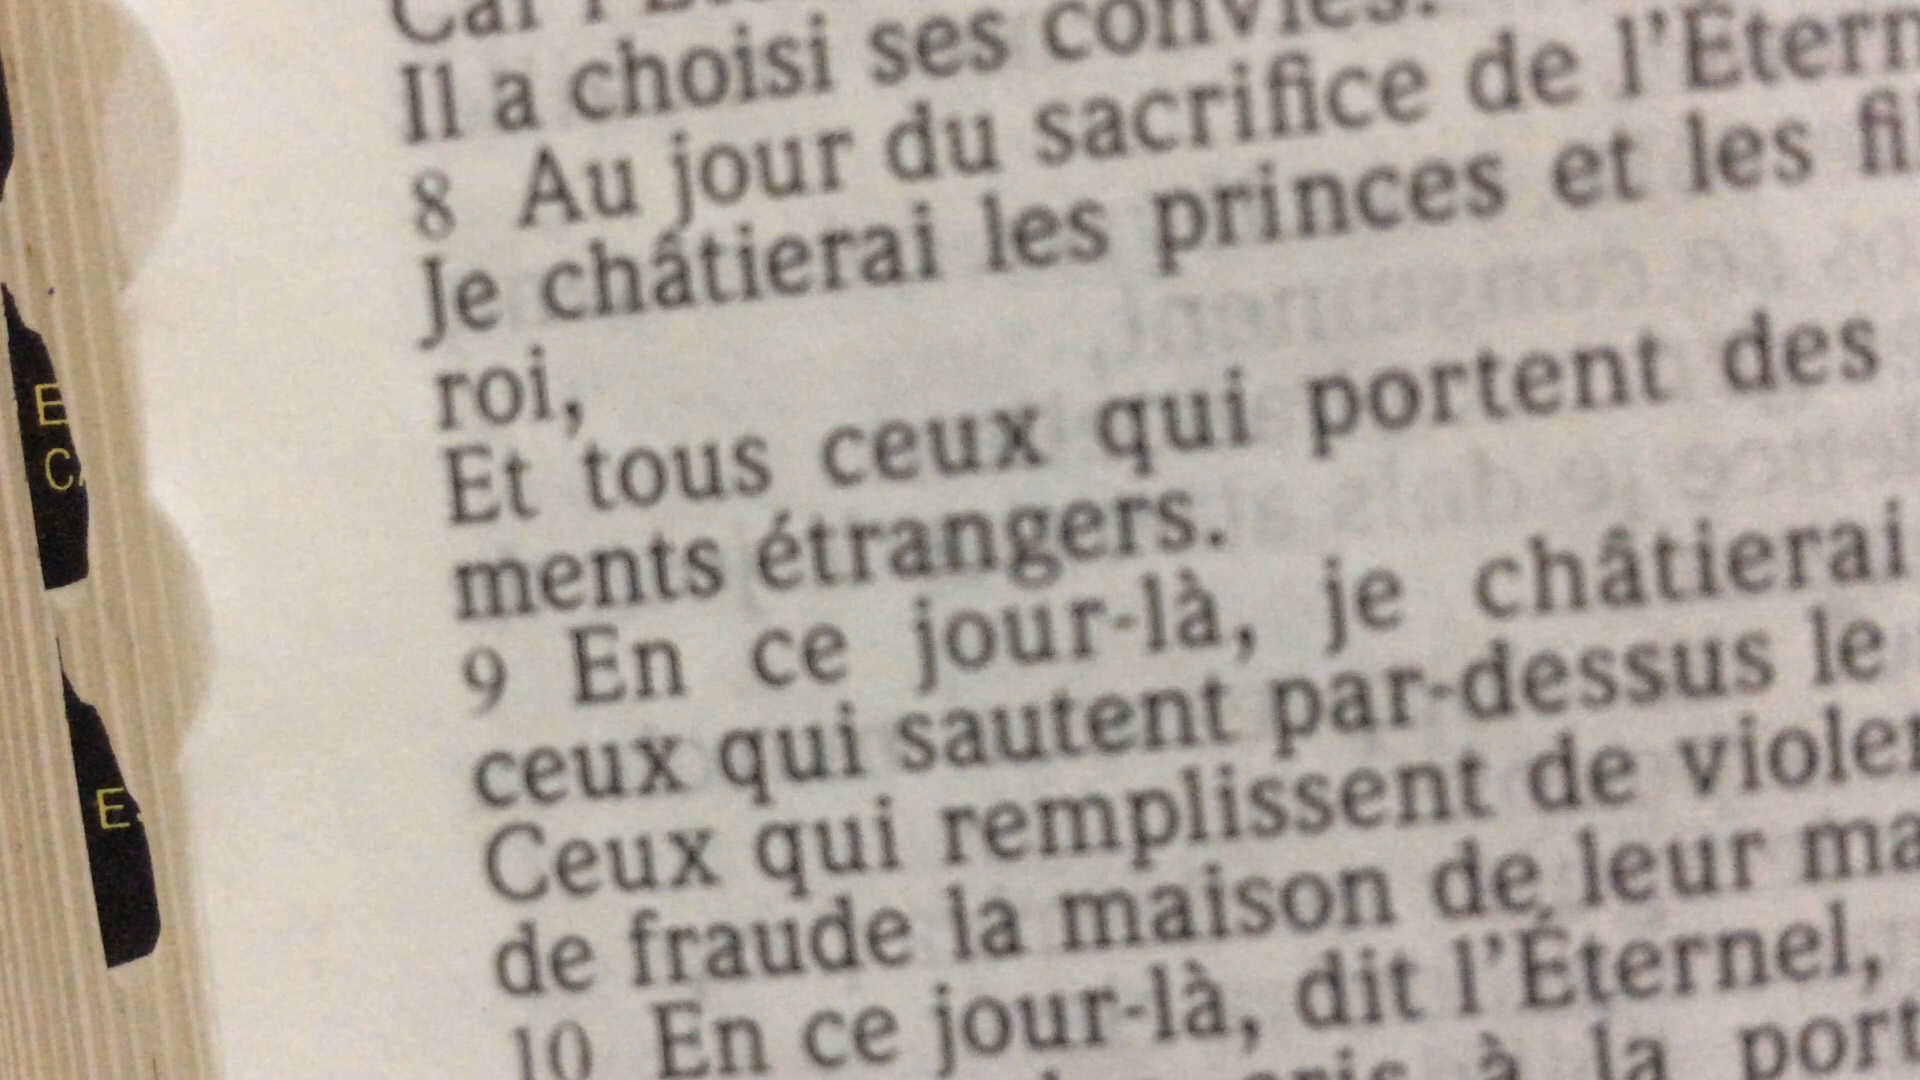 Il a choisi ses conviés.
8 Au jour du sacrifice de l'Étern
Je châtierai les princes et les fi
roi,
Et tous ceux qui portent des
ments étrangers.
9 En ce jour-là, je châtierai
ceux qui sautent par-dessus le
Ceux qui remplissent de violen
de fraude la maison de leur ma
10 En ce jour-là, dit l'Éternel,
à la port
E
C
E